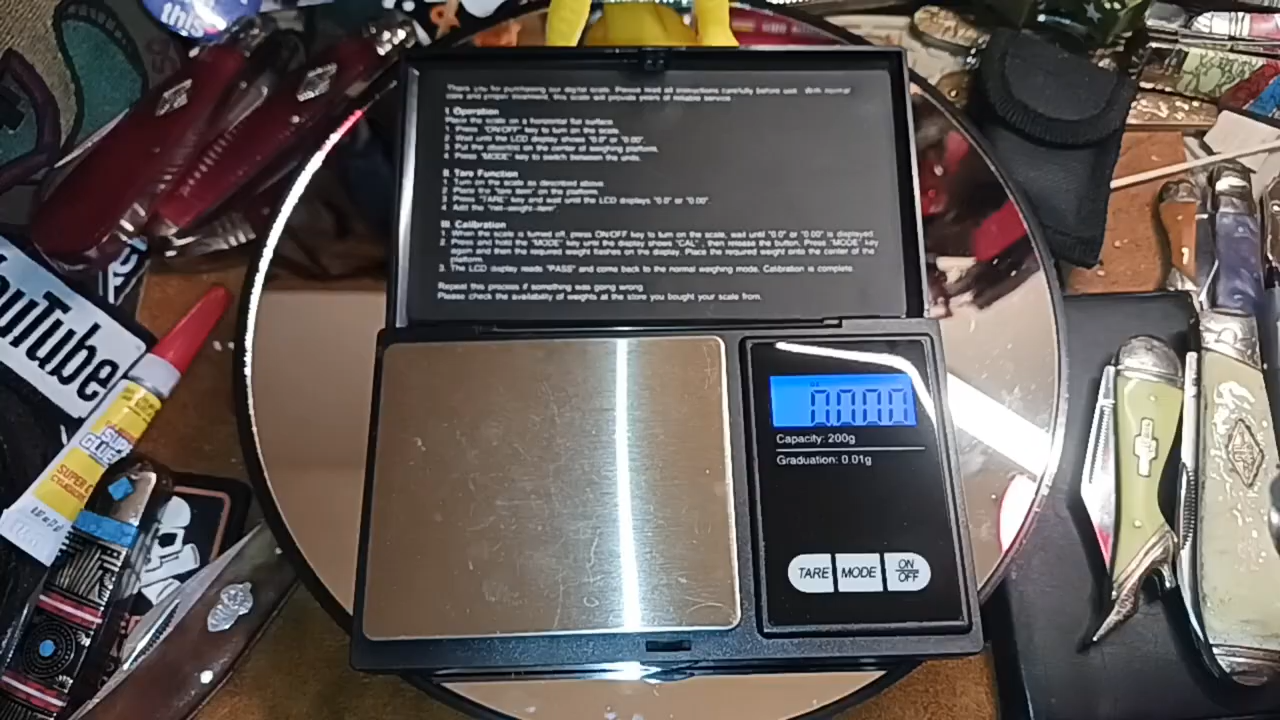 this
Thank you for purchasing our digital scale. Please read all instructions carefully before use. With normal
care and proper treatment, this scale will provide years of reliable service.
I. Operation
Place the scale on a horizontal flat surface.
1. Press "ON/OFF" key to turn on the scale.
2. Wait until the LCD display shows "0.0" or "0.00".
3. Put the object(s) on the center of weighing platform.
4. Press "MODE" key to switch between the units.
II. Tare Function
1. Turn on the scale as described above.
2. Place the "tare item" on the platform.
3. Press "TARE" key and wait until the LCD displays "0.0" or "0.00".
4. Add the "net-weight-item".
III. Calibration
1. When the scale is turned off, press ON/OFF key to turn on the scale, wait until "0.0" or "0.00" is displayed.
2. Press and hold the "MODE" key until the display shows "CAL", then release the button. Press "MODE" key
again and then the required weight flashes on the display. Place the required weight onto the center of the
platform.
3. The LCD display reads "PASS" and come back to the normal weighing mode. Calibration is complete.
Repeat this process if something was going wrong.
Please check the availability of weights at the store you bought your scale from.
Capacity: 200g
Graduation: 0.01g
TARE
MODE
ON
OFF
YouTube
SUPER
GLUE